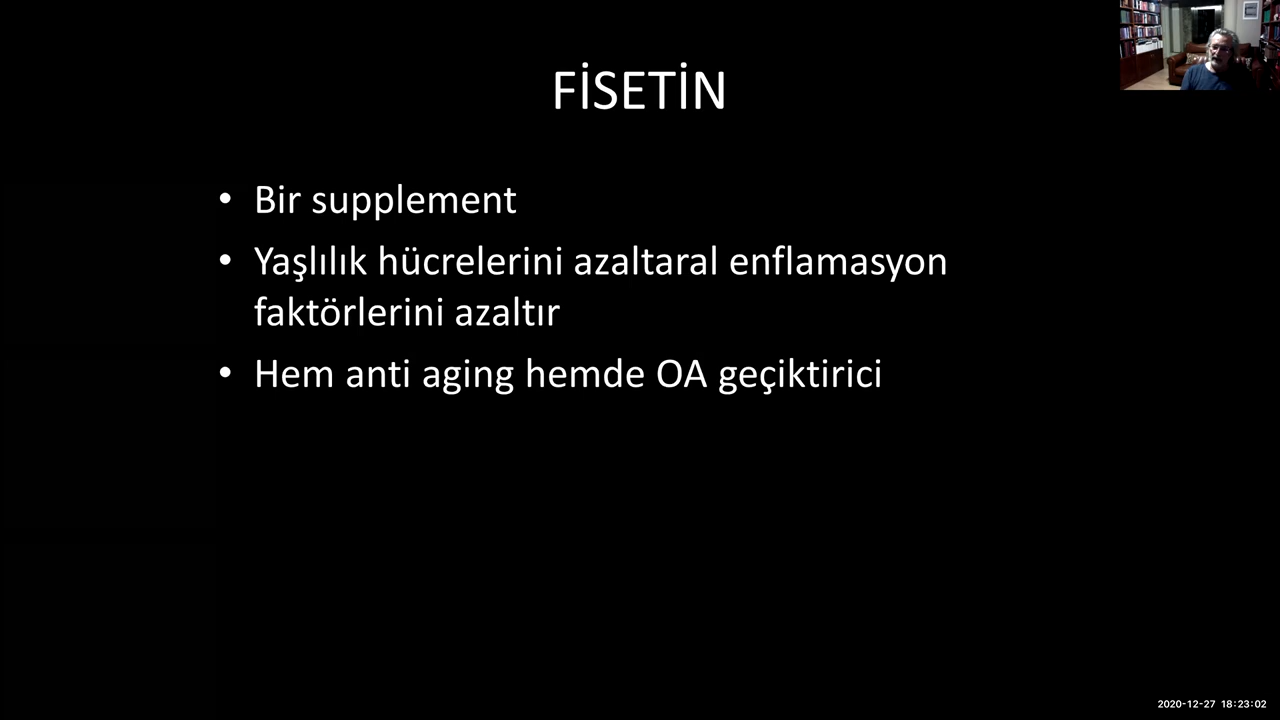 FİSETİN
• Bir supplement
• Yaşlılık hücrelerini azaltaral enflamasyon
faktörlerini azaltır
• Hem anti aging hemde OA geçiktirici
2020-12-27 18:23:02